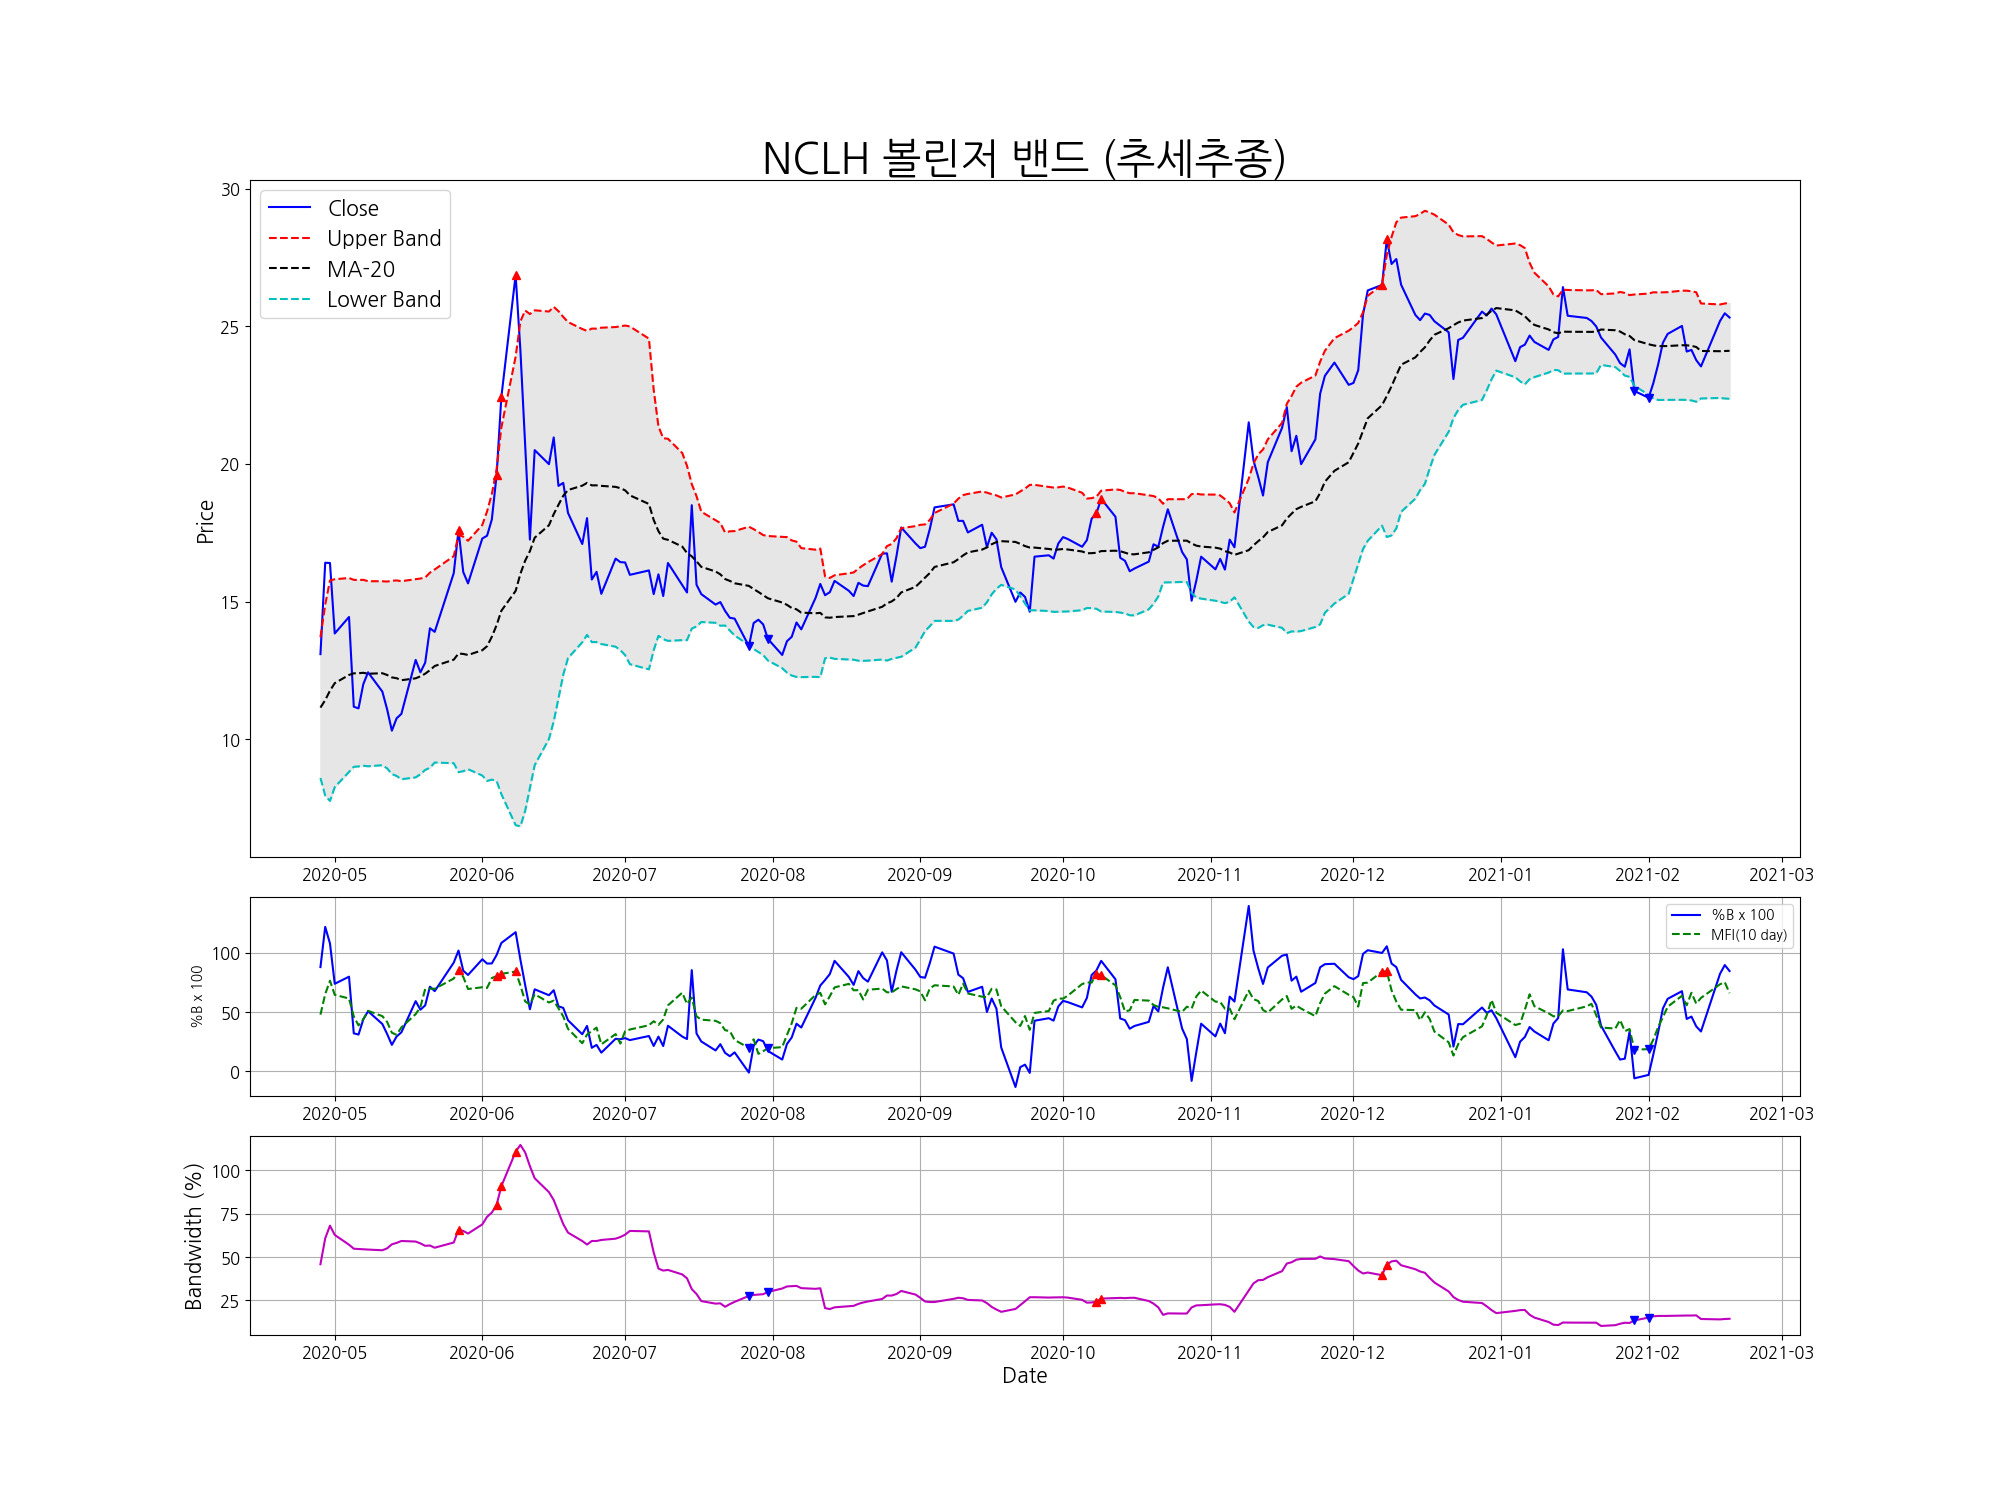 NCLH 볼린저 밴드 (추세추종)
Close
Upper Band
MA-20
Lower Band
Price
30
25
20
15
10
2020-05 2020-06 2020-07 2020-08 2020-09 2020-10 2020-11 2020-12 2021-01 2021-02 2021-03
%B x 100
MFI(10 day)
%B x 100
100
50
0
2020-05 2020-06 2020-07 2020-08 2020-09 2020-10 2020-11 2020-12 2021-01 2021-02 2021-03
Bandwidth (%)
100
75
50
25
2020-05 2020-06 2020-07 2020-08 2020-09 2020-10 2020-11 2020-12 2021-01 2021-02 2021-03
Date